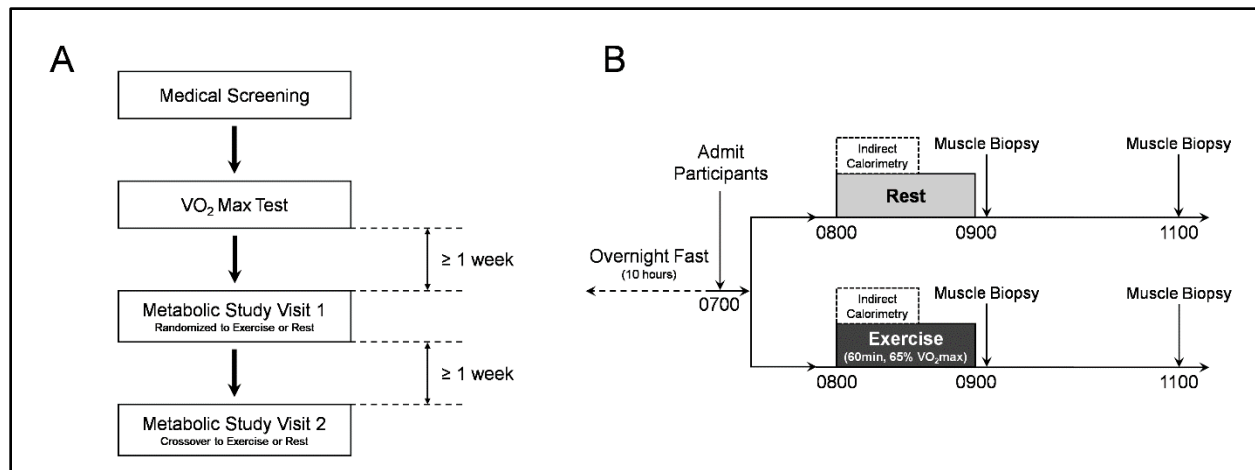 A
Medical Screening
VO₂ Max Test
≥ 1 week
Metabolic Study Visit 1
Randomized to Exercise or Rest
≥ 1 week
Metabolic Study Visit 2
Crossover to Exercise or Rest
B
Admit
Participants
Overnight Fast
(10 hours)
0700
Indirect
Calorimetry
Rest
Muscle Biopsy
Muscle Biopsy
0800
0900
1100
Indirect
Calorimetry
Exercise
(60min, 65% VO₂max)
Muscle Biopsy
Muscle Biopsy
0800
0900
1100